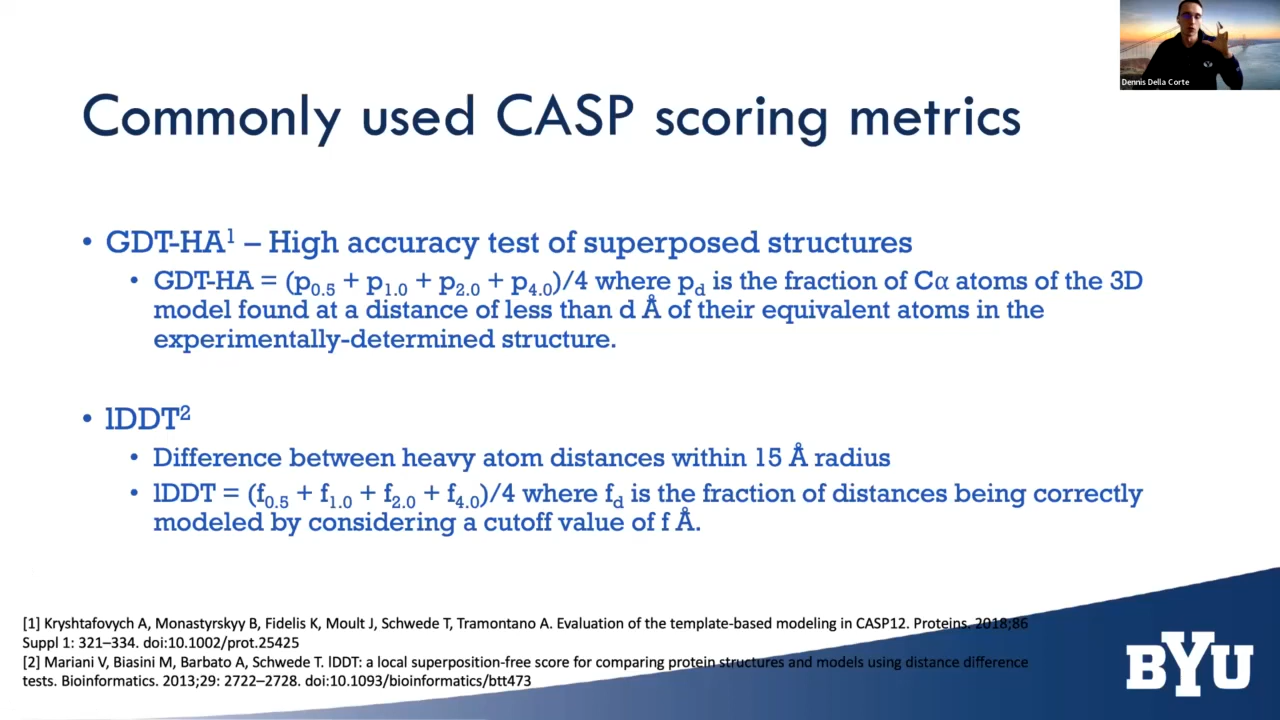 Dennis Della Corte
Commonly used CASP scoring metrics
• GDT-HA¹ – High accuracy test of superposed structures
• GDT-HA = (p₀.₅ + p₁.₀ + p₂.₀ + p₄.₀)/4 where p_d is the fraction of Cα atoms of the 3D
model found at a distance of less than d Å of their equivalent atoms in the
experimentally-determined structure.
• lDDT²
• Difference between heavy atom distances within 15 Å radius
• lDDT = (f₀.₅ + f₁.₀ + f₂.₀ + f₄.₀)/4 where f_d is the fraction of distances being correctly
modeled by considering a cutoff value of f Å.
[1] Kryshtafovych A, Monastyrskyy B, Fidelis K, Moult J, Schwede T, Tramontano A. Evaluation of the template-based modeling in CASP12. Proteins. 2018;86
Suppl 1: 321–334. doi:10.1002/prot.25425
[2] Mariani V, Biasini M, Barbato A, Schwede T. lDDT: a local superposition-free score for comparing protein structures and models using distance difference
tests. Bioinformatics. 2013;29: 2722–2728. doi:10.1093/bioinformatics/btt473
BYU